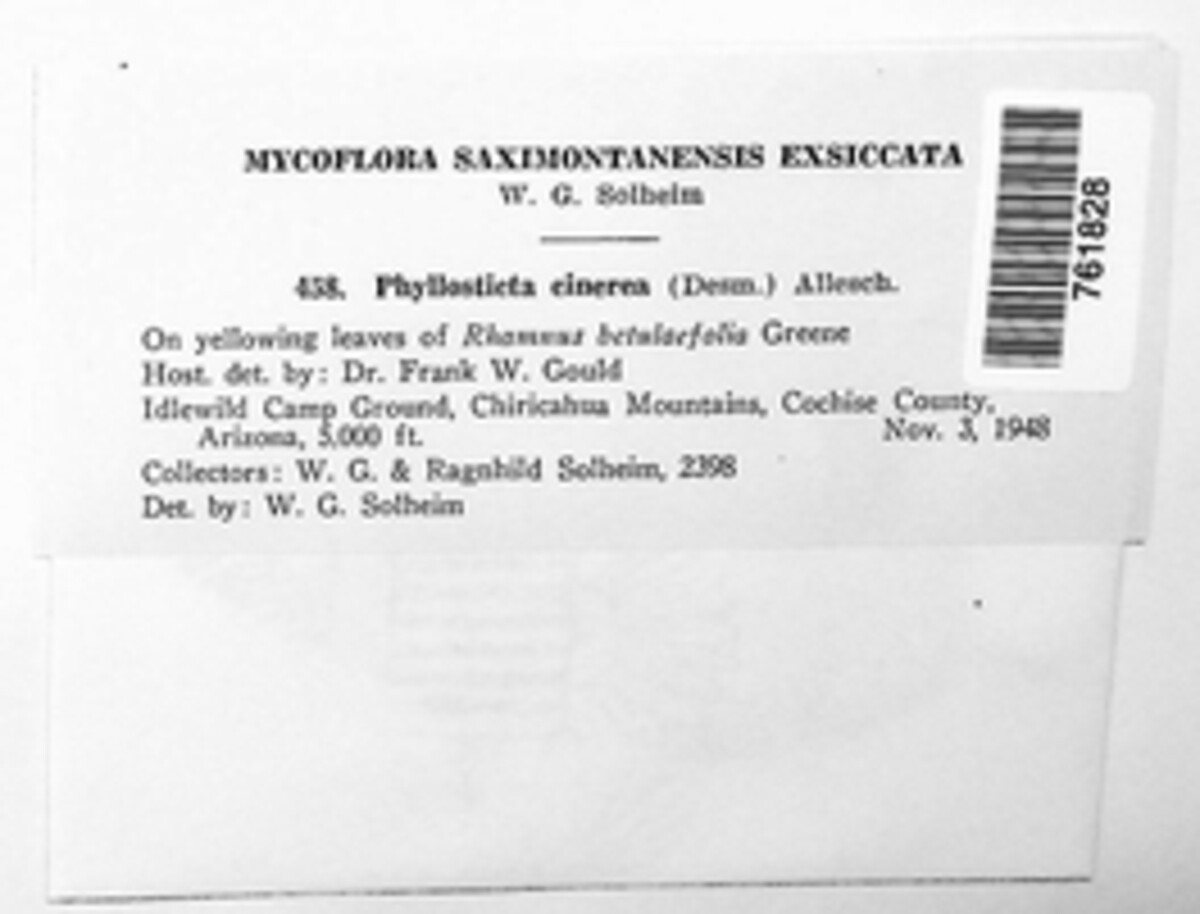 MYCOFLORA SAXIMONTANENSIS EXSICCATA
W. G. Solheim
458. Phyllosticta cinerea (Desm.) Allesch.
On yellowing leaves of Rhamnus betulaefolia Greene
Host. det. by: Dr. Frank W. Gould
Idlewild Camp Ground, Chiricahua Mountains, Cochise County,
Arizona, 5,000 ft. Nov. 3, 1948
Collectors: W. G. & Ragnhild Solheim, 2398
Det. by: W. G. Solheim
761828